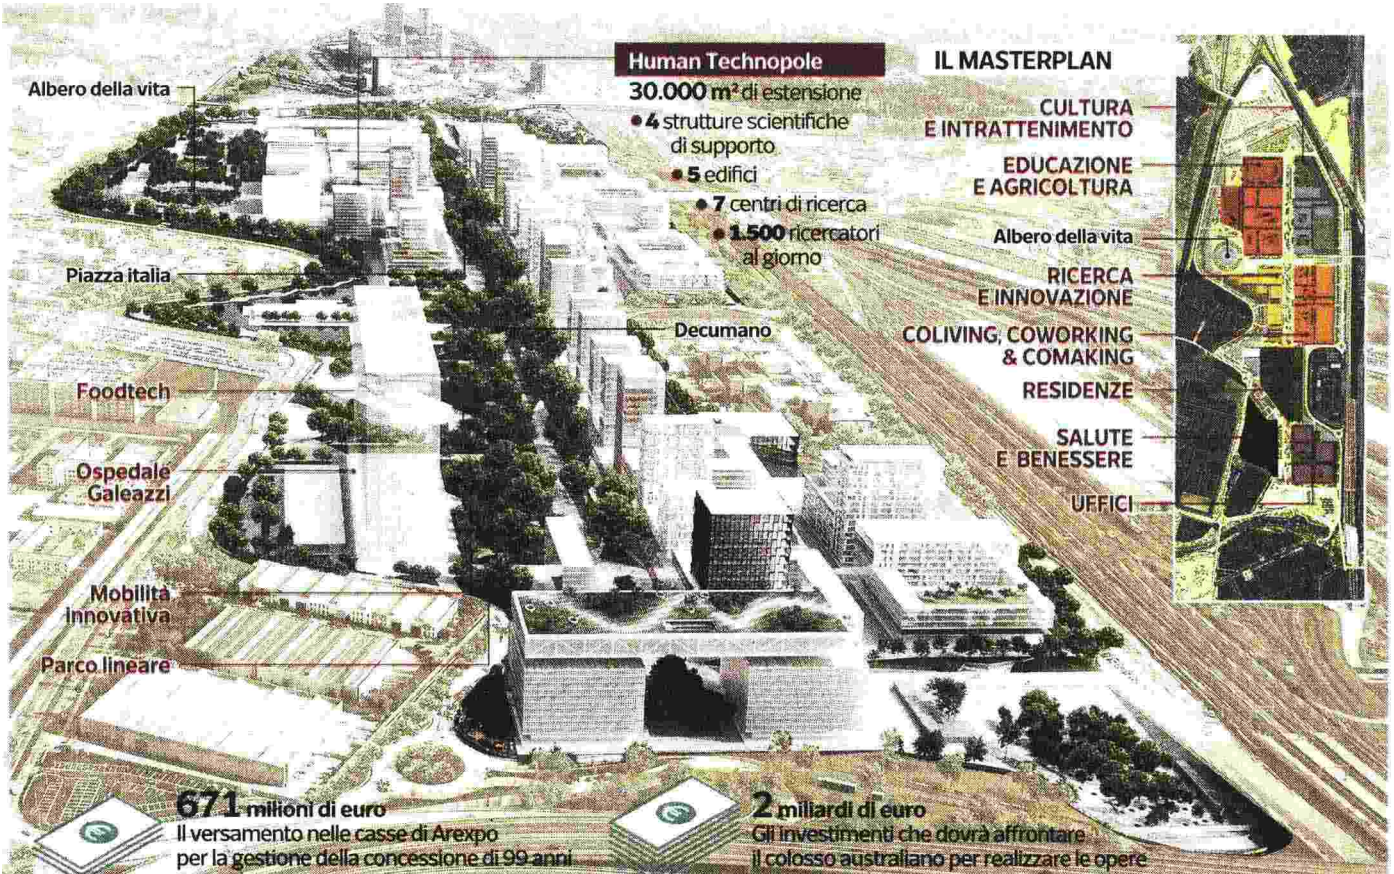 Albero della vita
Piazza italia
Foodtech
Ospedale
Galeazzi
Mobilità
innovativa
Parco lineare
Decumano
Human Technopole
30.000 m² di estensione
• 4 strutture scientifiche
di supporto
• 5 edifici
• 7 centri di ricerca
• 1.500 ricercatori
al giorno
IL MASTERPLAN
CULTURA
E INTRATTENIMENTO
EDUCAZIONE
E AGRICOLTURA
Albero della vita
RICERCA
E INNOVAZIONE
COLIVING, COWORKING
& COMAKING
RESIDENZE
SALUTE
E BENESSERE
UFFICI
671 milioni di euro
Il versamento nelle casse di Arexpo
per la gestione della concessione di 99 anni
2 miliardi di euro
Gli investimenti che dovrà affrontare
il colosso australiano per realizzare le opere